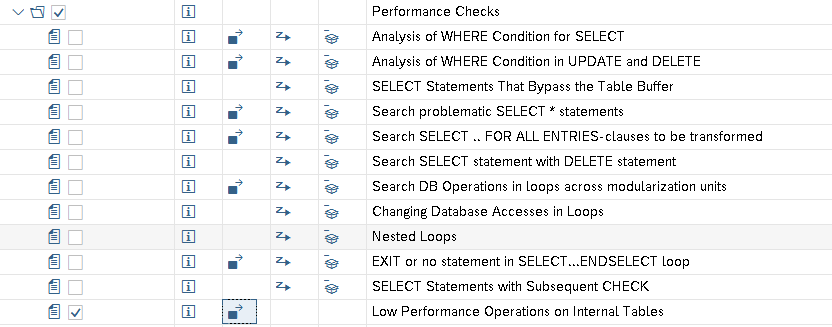 Performance Checks
Analysis of WHERE Condition for SELECT
Analysis of WHERE Condition in UPDATE and DELETE
SELECT Statements That Bypass the Table Buffer
Search problematic SELECT * statements
Search SELECT .. FOR ALL ENTRIES-clauses to be transformed
Search SELECT statement with DELETE statement
Search DB Operations in loops across modularization units
Changing Database Accesses in Loops
Nested Loops
EXIT or no statement in SELECT...ENDSELECT loop
SELECT Statements with Subsequent CHECK
Low Performance Operations on Internal Tables